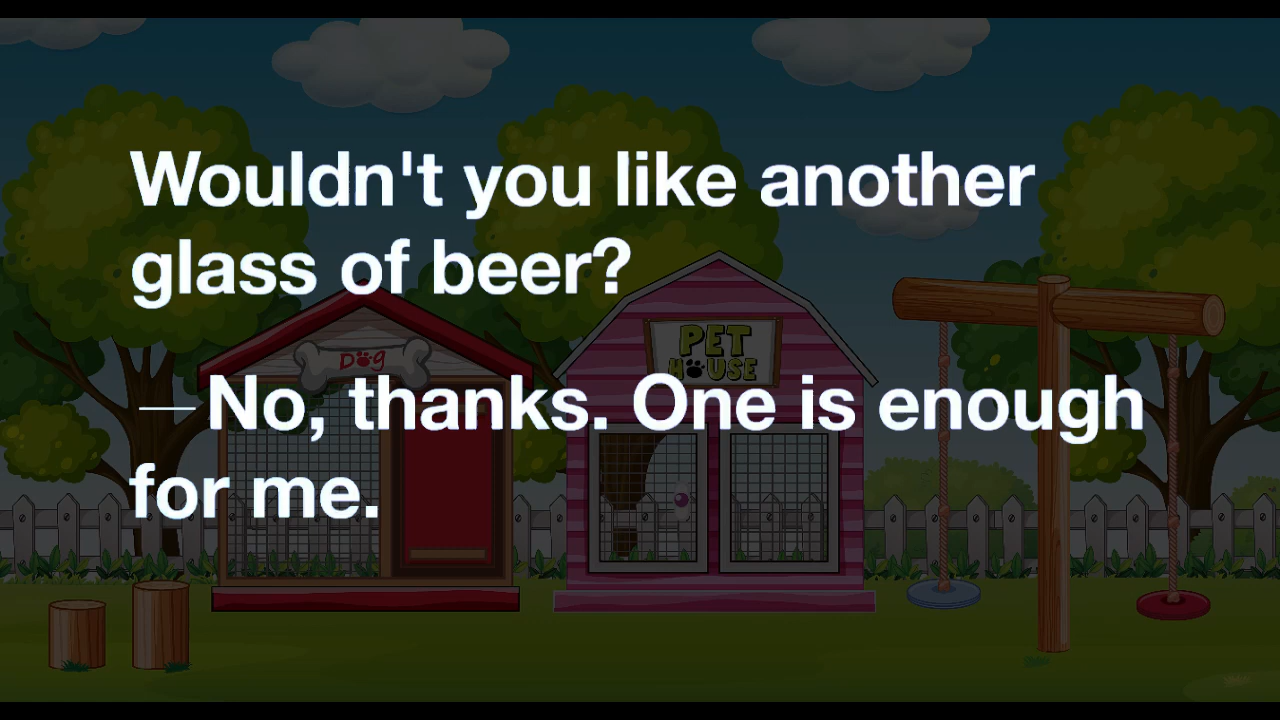 Wouldn't you like another
glass of beer?
—No, thanks. One is enough
for me.
Dog
PET
HOUSE